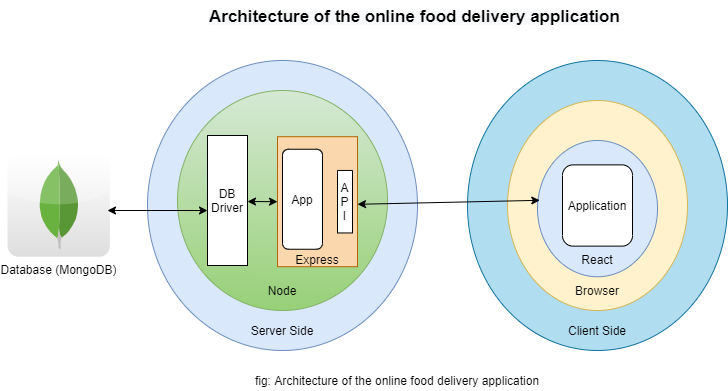 Architecture of the online food delivery application
DB
Driver
App
A
P
I
Express
Node
Server Side
Database (MongoDB)
Application
React
Browser
Client Side
fig: Architecture of the online food delivery application